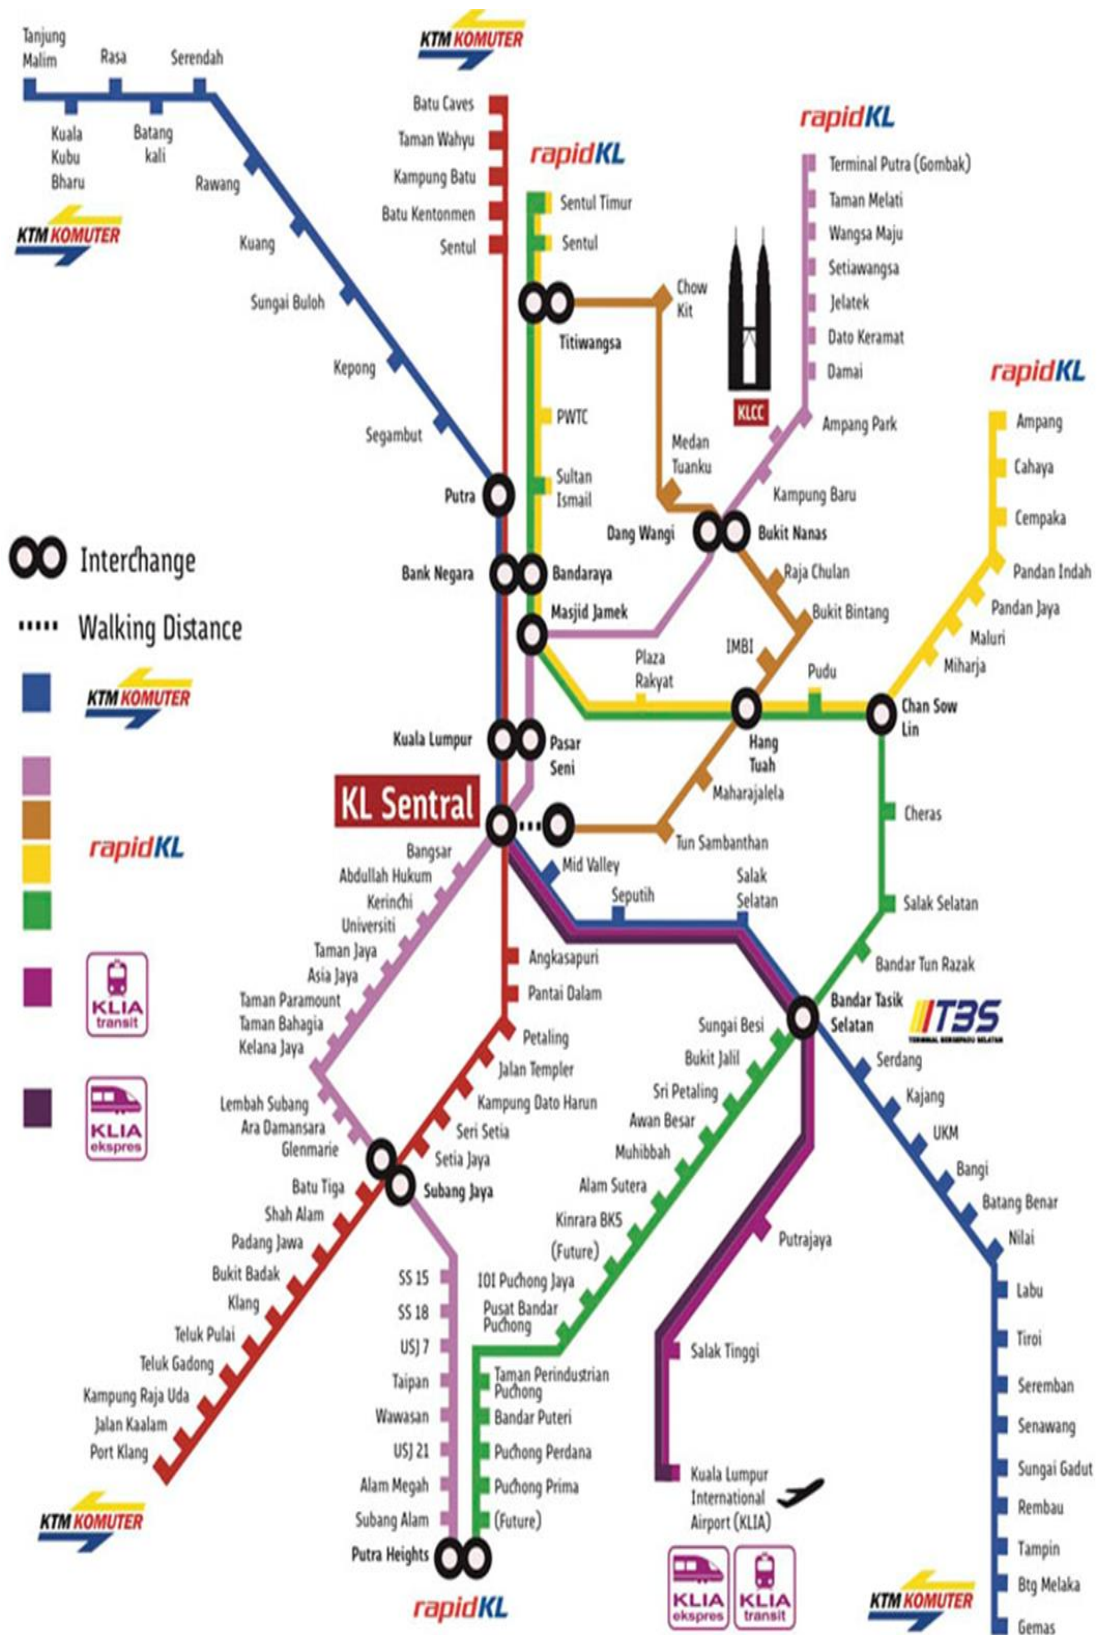 KTM KOMUTER
Tanjung
Malim
Rasa
Serendah
Kuala
Kubu
Bharu
Batang
kali
KTM KOMUTER
Rawang
Kuang
Sungai Buloh
Kepong
Segambut
Putra
Batu Caves
Taman Wahyu
Kampung Batu
Batu Kentonmen
Sentul
rapidKL
Sentul Timur
Sentul
Titiwangsa
Chow
Kit
PWTC
Sultan
Ismail
Medan
Tuanku
KLCC
rapidKL
Terminal Putra (Gombak)
Taman Melati
Wangsa Maju
Setiawangsa
Jelatek
Dato Keramat
Damai
Ampang Park
Kampung Baru
Dang Wangi
Bukit Nanas
rapidKL
Ampang
Cahaya
Cempaka
Pandan Indah
Pandan Jaya
Maluri
Miharja
Chan Sow
Lin
Interchange
Walking Distance
KTM KOMUTER
rapidKL
KLIA
transit
KLIA
ekspres
Bank Negara
Bandaraya
Masjid Jamek
Raja Chulan
Bukit Bintang
IMBI
Plaza
Rakyat
Pudu
Hang
Tuah
Maharajalela
Tun Sambanthan
Kuala Lumpur
Pasar
Seni
KL Sentral
Cheras
Salak Selatan
Bandar Tun Razak
Bandar Tasik
Selatan
TBS
TERMINAL BERSEPADU SELATAN
Mid Valley
Seputih
Salak
Selatan
Bangsar
Abdullah Hukum
Kerinchi
Universiti
Taman Jaya
Asia Jaya
Taman Paramount
Taman Bahagia
Kelana Jaya
Lembah Subang
Ara Damansara
Glenmarie
Angkasapuri
Pantai Dalam
Petaling
Jalan Templer
Kampung Dato Harun
Seri Setia
Setia Jaya
Subang Jaya
Batu Tiga
Shah Alam
Padang Jawa
Bukit Badak
Klang
Teluk Pulai
Teluk Gadong
Kampung Raja Uda
Jalan Kaalam
Port Klang
KTM KOMUTER
SS 15
SS 18
USJ 7
Taipan
Wawasan
USJ 21
Alam Megah
Subang Alam
Putra Heights
rapidKL
Sungai Besi
Bukit Jalil
Sri Petaling
Awan Besar
Muhibbah
Alam Sutera
Kinrara BK5
(Future)
IOI Puchong Jaya
Pusat Bandar
Puchong
Taman Perindustrian
Puchong
Bandar Puteri
Puchong Perdana
Puchong Prima
(Future)
Putrajaya
Salak Tinggi
Kuala Lumpur
International
Airport (KLIA)
KLIA
ekspres
KLIA
transit
Serdang
Kajang
UKM
Bangi
Batang Benar
Nilai
Labu
Tiroi
Seremban
Senawang
Sungai Gadut
Rembau
Tampin
Btg Melaka
Gemas
KTM KOMUTER